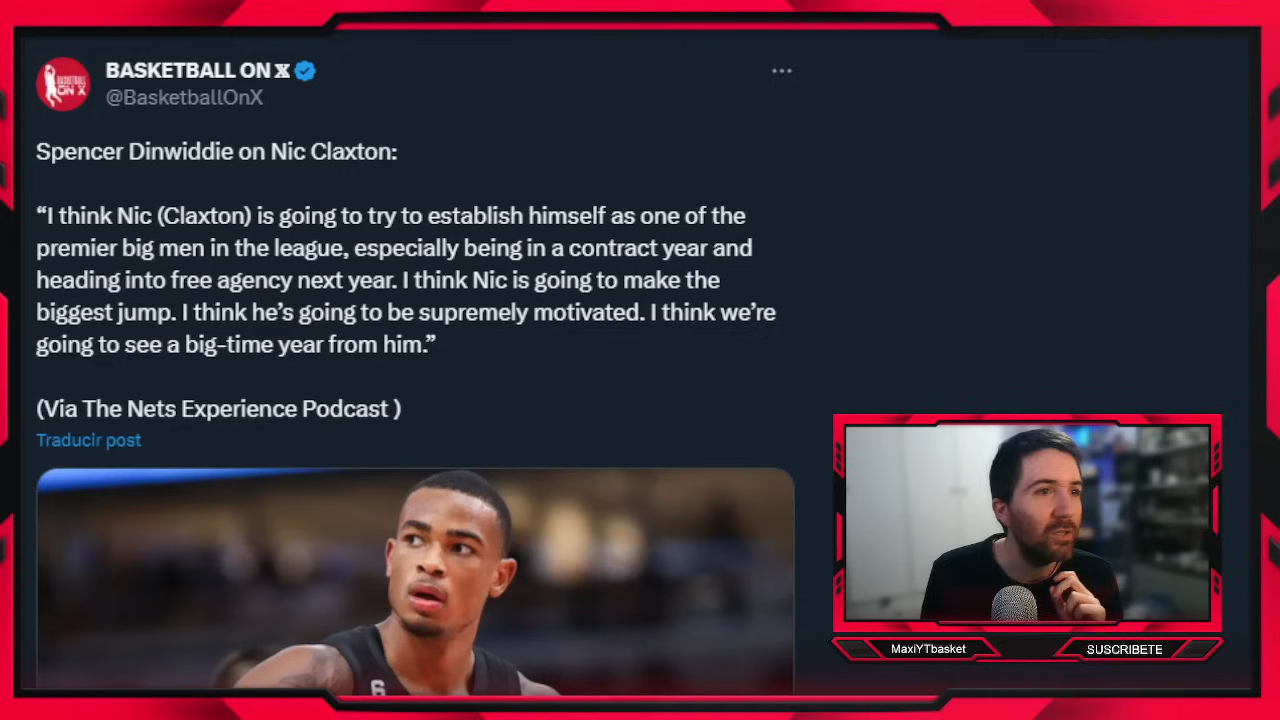 BASKETBALL ON X
@BasketballOnX
Spencer Dinwiddie on Nic Claxton:
“I think Nic (Claxton) is going to try to establish himself as one of the
premier big men in the league, especially being in a contract year and
heading into free agency next year. I think Nic is going to make the
biggest jump. I think he’s going to be supremely motivated. I think we’re
going to see a big-time year from him.”
(Via The Nets Experience Podcast )
Traducir post
BASKETBALL
ON X
6
MaxiYTbasket
SUSCRIBETE